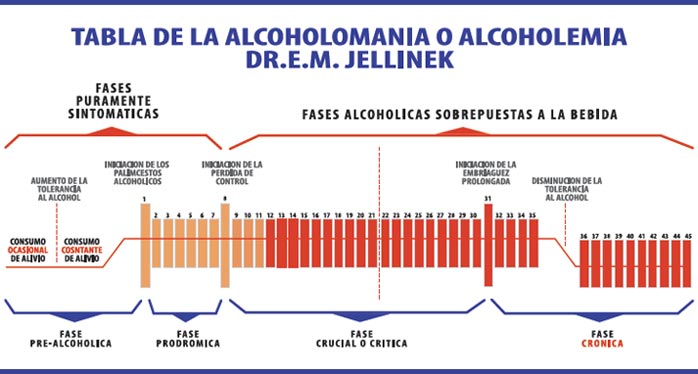 TABLA DE LA ALCOHOLOMANIA O ALCOHOLEMIA
DR.E.M. JELLINEK
FASES
PURAMENTE
SINTOMATICAS
FASES ALCOHOLICAS SOBREPUESTAS A LA BEBIDA
AUMENTO DE LA
TOLERANCIA
AL ALCOHOL
INICIACION DE LOS
PALIMCESTOS
ALCOHOLICOS
INICIACION DE LA
PERDIDA DE
CONTROL
INICIACION DE LA
EMBRIAGUEZ
PROLONGADA
DISMINUCION DE LA
TOLERANCIA
AL ALCOHOL
1 2 3 4 5 6 7 8 9 10 11 12 13 14 15 16 17 18 19 20 21 22 23 24 25 26 27 28 29 30 31 32 33 34 35
36 37 38 39 40 41 42 43 44 45
CONSUMO
OCASIONAL
DE ALIVIO
CONSUMO
COSNTANTE
DE ALIVIO
FASE
PRE-ALCOHOLICA
FASE
PRODROMICA
FASE
CRUCIAL O CRITICA
FASE
CRONICA